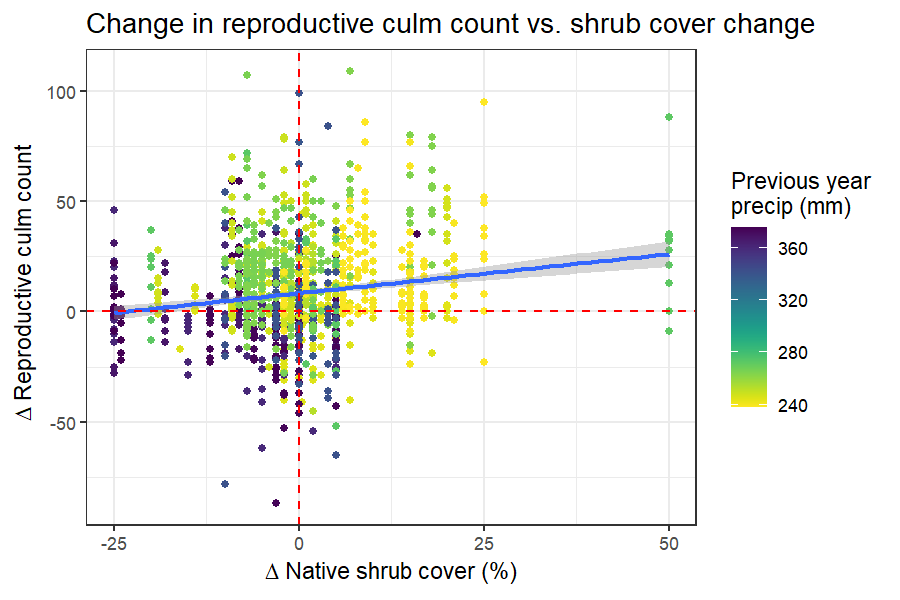 Change in reproductive culm count vs. shrub cover change
Δ Reproductive culm count
100
50
0
-50
-25
0
25
50
Δ Native shrub cover (%)
Previous year
precip (mm)
360
320
280
240